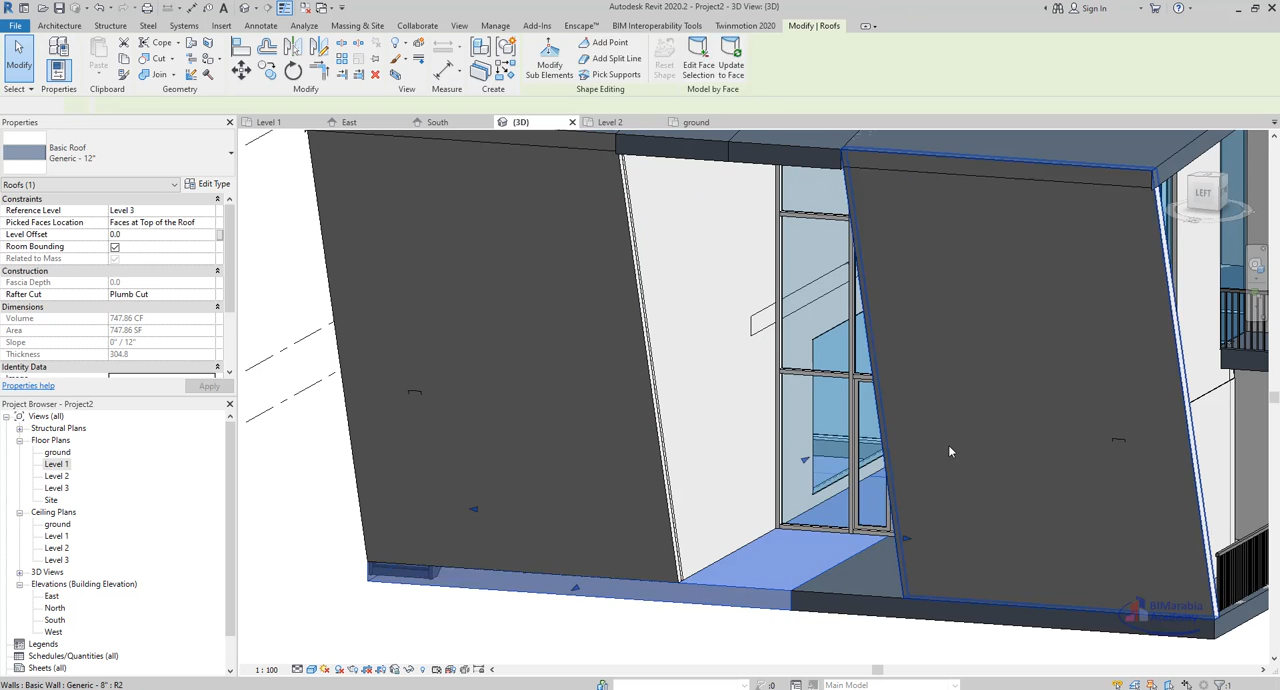 Autodesk Revit 2020.2 - Project2 - 3D View: {3D}
Sign In
File Architecture Structure Steel Systems Insert Annotate Analyze Massing & Site Collaborate View Manage Add-Ins Enscape™ BIM Interoperability Tools Twinmotion 2020 Modify | Roofs
Modify
Paste
Cope
Cut
Join
Modify Sub Elements
Add Point
Add Split Line
Pick Supports
Reset Shape
Edit Face Selection
Update to Face
Select Properties Clipboard Geometry Modify View Measure Create Shape Editing Model by Face
Properties
Level 1 East South {3D} Level 2 ground
Basic Roof
Generic - 12"
Roofs (1) Edit Type
Constraints
Reference Level Level 3
Picked Faces Location Faces at Top of the Roof
Level Offset 0.0
Room Bounding
Related to Mass
Construction
Fascia Depth 0.0
Rafter Cut Plumb Cut
Dimensions
Volume 747.86 CF
Area 747.86 SF
Slope 0" / 12"
Thickness 304.8
Identity Data
Properties help Apply
Project Browser - Project2
Views (all)
Structural Plans
Floor Plans
ground
Level 1
Level 2
Level 3
Site
Ceiling Plans
ground
Level 1
Level 2
Level 3
3D Views
Elevations (Building Elevation)
East
North
South
West
Legends
Schedules/Quantities (all)
Sheets (all)
LEFT
BIMarabia
Academy
1 : 100
Walls : Basic Wall : Generic - 8" : R2
:0
Main Model
:1